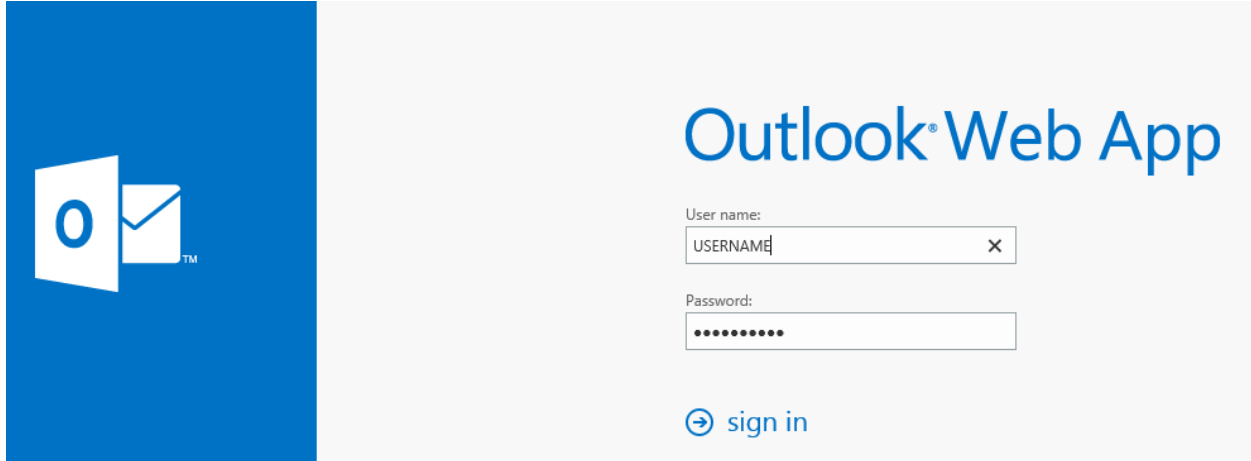 Outlook® Web App
User name:
USERNAME
Password:
••••••••••
sign in
O
TM